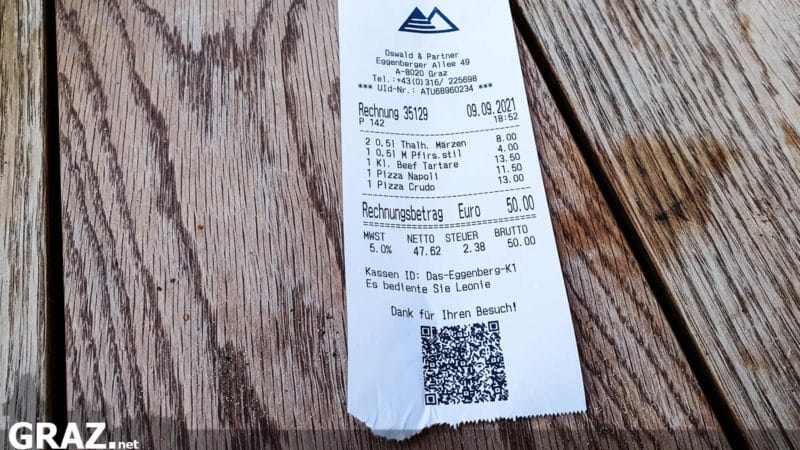 Oswald & Partner
Eggenberger Allee 49
A-8020 Graz
Tel.:+43(0)316/ 225698
*** UId-Nr.: ATU68960234 ***
Rechnung 35129 09.09.2021
P 142 18:52
2 0,5l Thalh. Märzen 8.00
1 0,5l M Pflrs.stil 4.00
1 Kl. Beef Tartare 13.50
1 Pizza Napoli 11.50
1 Pizza Crudo 13.00
Rechnungsbetrag Euro 50.00
MWST NETTO STEUER BRUTTO
5.0% 47.62 2.38 50.00
Kassen ID: Das-Eggenberg-K1
Es bediente Sie Leonie
Dank für Ihren Besuch!
GRAZ.net